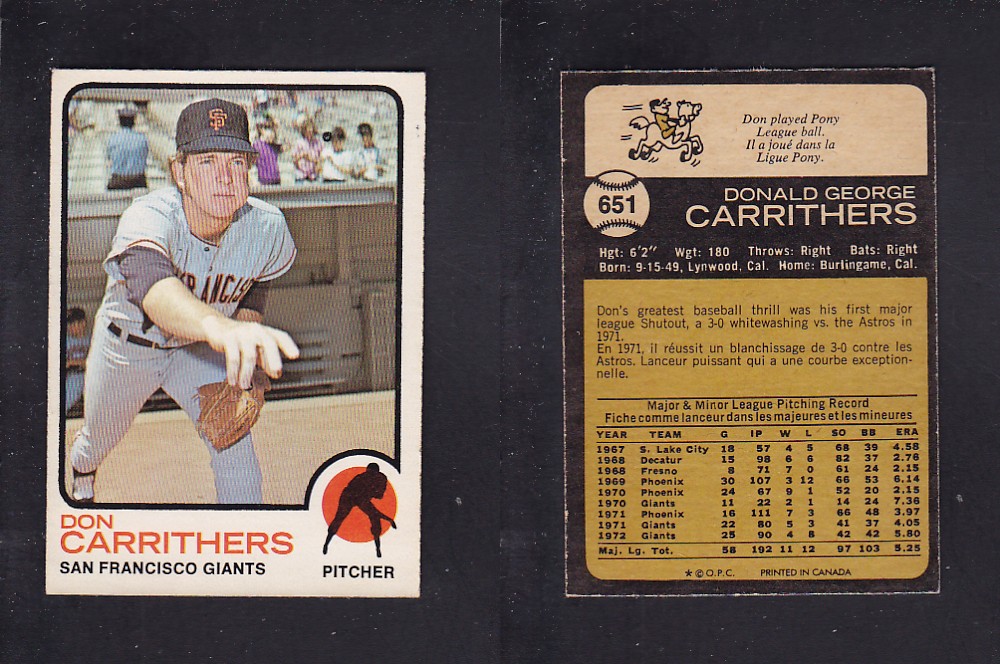 SF
FRANCIS
DON
CARRITHERS
SAN FRANCISCO GIANTS
PITCHER
Don played Pony
League ball.
Il a joué dans la
Ligue Pony.
651
DONALD GEORGE
CARRITHERS
Hgt: 6'2" Wgt: 180 Throws: Right Bats: Right
Born: 9-15-49, Lynwood, Cal. Home: Burlingame, Cal.
Don's greatest baseball thrill was his first major
league Shutout, a 3-0 whitewashing vs. the Astros in
1971.
En 1971, il réussit un blanchissage de 3-0 contre les
Astros. Lanceur puissant qui a une courbe exception-
nelle.
Major & Minor League Pitching Record
Fiche comme lanceur dans les majeures et les mineures
YEAR TEAM G IP W L SO BB ERA
1967 S. Lake City 18 57 4 5 68 39 4.58
1968 Decatur 15 98 6 6 82 37 2.76
1968 Fresno 8 71 7 0 61 24 2.15
1969 Phoenix 30 107 3 12 66 53 6.14
1970 Phoenix 24 67 9 1 52 20 2.15
1970 Giants 11 22 2 1 14 24 7.36
1971 Phoenix 16 111 7 3 66 48 3.97
1971 Giants 22 80 5 3 41 37 4.05
1972 Giants 25 90 4 8 42 42 5.80
Maj. Lg. Tot. 58 192 11 12 97 103 5.25
★ © O.P.C. PRINTED IN CANADA